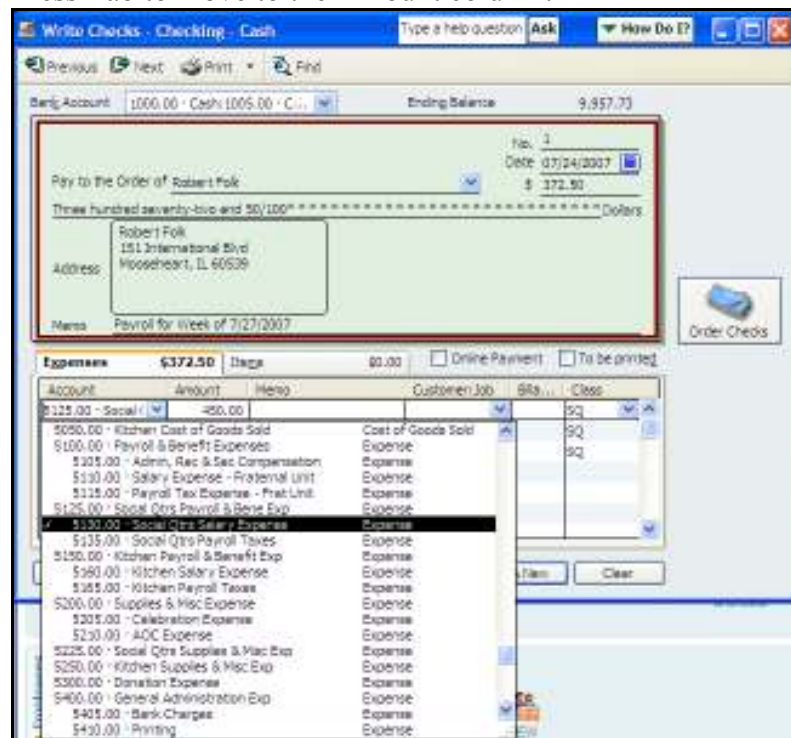 Write Checks - Checking - Cash
Type a help question Ask
How Do I?
Previous Next Print Find
Bank Account 1000.00 · Cash:1005.00 · C... Ending Balance 9,957.73
No. 1
Date 07/24/2007
Pay to the Order of Robert Folk $ 372.50
Three hundred seventy-two and 50/100* * * * * * * * * * * * * * * * * * * * * * * * * * * * * * Dollars
Robert Folk
151 International Blvd
Mooseheart, IL 60539
Address
Memo Payroll for Week of 7/27/2007
Order Checks
Expenses $372.50 Items $0.00 Online Payment To be printed
Account Amount Memo Customer:Job Billa... Class
5125.00 · Social ( 450.00 SQ
SQ
SQ
5050.00 · Kitchen Cost of Goods Sold Cost of Goods Sold
5100.00 · Payroll & Benefit Expenses Expense
5105.00 · Admin, Rec & Sec Compensation Expense
5110.00 · Salary Expense - Fraternal Unit Expense
5115.00 · Payroll Tax Expense - Frat Unit Expense
5125.00 · Social Qtrs Payroll & Bene Exp Expense
✓ 5130.00 · Social Qtrs Salary Expense Expense
5135.00 · Social Qtrs Payroll Taxes Expense
5150.00 · Kitchen Payroll & Benefit Exp Expense
5160.00 · Kitchen Salary Expense Expense
5165.00 · Kitchen Payroll Taxes Expense
5200.00 · Supplies & Misc Expense Expense
5205.00 · Celebration Expense Expense
5210.00 · AOC Expense Expense
5225.00 · Social Qtrs Supplies & Misc Exp Expense
5250.00 · Kitchen Supplies & Misc Exp Expense
5300.00 · Donation Expense Expense
5400.00 · General Administration Exp Expense
5405.00 · Bank Charges Expense
5410.00 · Printing Expense
Clear